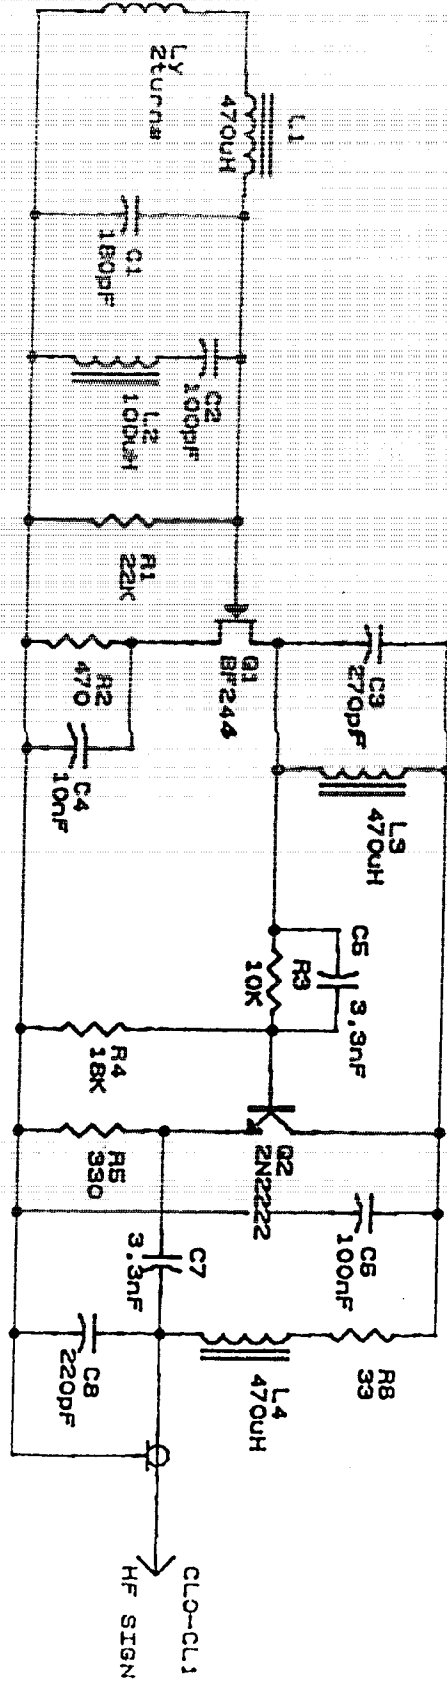 Ly
2turns
L1
470uH
C1
180pF
C2
100pF
L2
100uH
R1
22K
Q1
BF244
R2
470
C4
10nF
C3
270pF
L3
470uH
C5
3,3nF
R3
10K
R4
18K
Q2
2N2222
R5
330
C6
100nF
C7
3.3nF
R8
33
L4
470uH
C8
220pF
CL0-CL1
HF SIGN